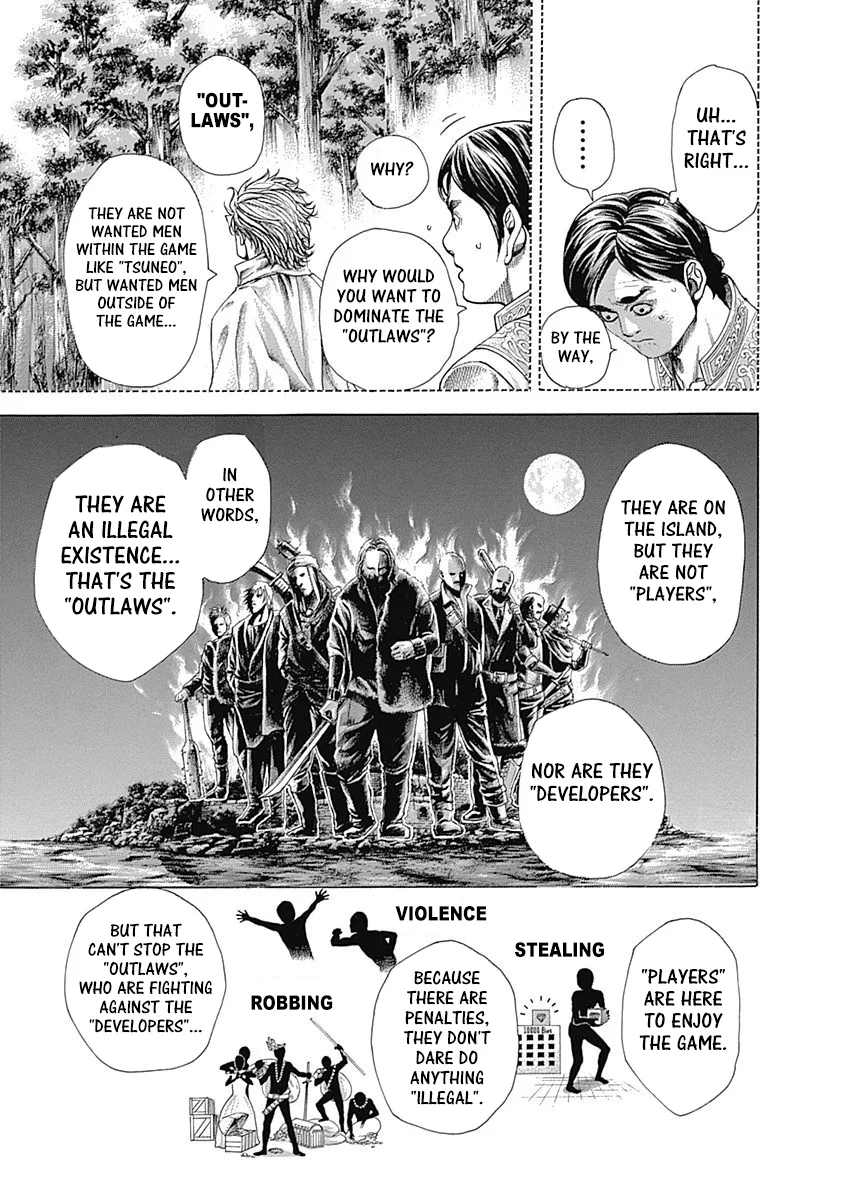 UH...
THAT'S
RIGHT...
....
BY THE
WAY,
WHY?
WHY WOULD
YOU WANT TO
DOMINATE THE
"OUTLAWS"?
"OUT-
LAWS",
THEY ARE NOT
WANTED MEN
WITHIN THE GAME
LIKE "TSUNEO",
BUT WANTED MEN
OUTSIDE OF
THE GAME...
THEY ARE ON
THE ISLAND,
BUT THEY
ARE NOT
"PLAYERS",
NOR ARE THEY
"DEVELOPERS".
IN
OTHER
WORDS,
THEY ARE
AN ILLEGAL
EXISTENCE...
THAT'S THE
"OUTLAWS".
"PLAYERS"
ARE HERE
TO ENJOY
THE GAME.
STEALING
VIOLENCE
ROBBING
BECAUSE
THERE ARE
PENALTIES,
THEY DON'T
DARE DO
ANYTHING
"ILLEGAL".
BUT THAT
CAN'T STOP THE
"OUTLAWS",
WHO ARE FIGHTING
AGAINST THE
"DEVELOPERS"...